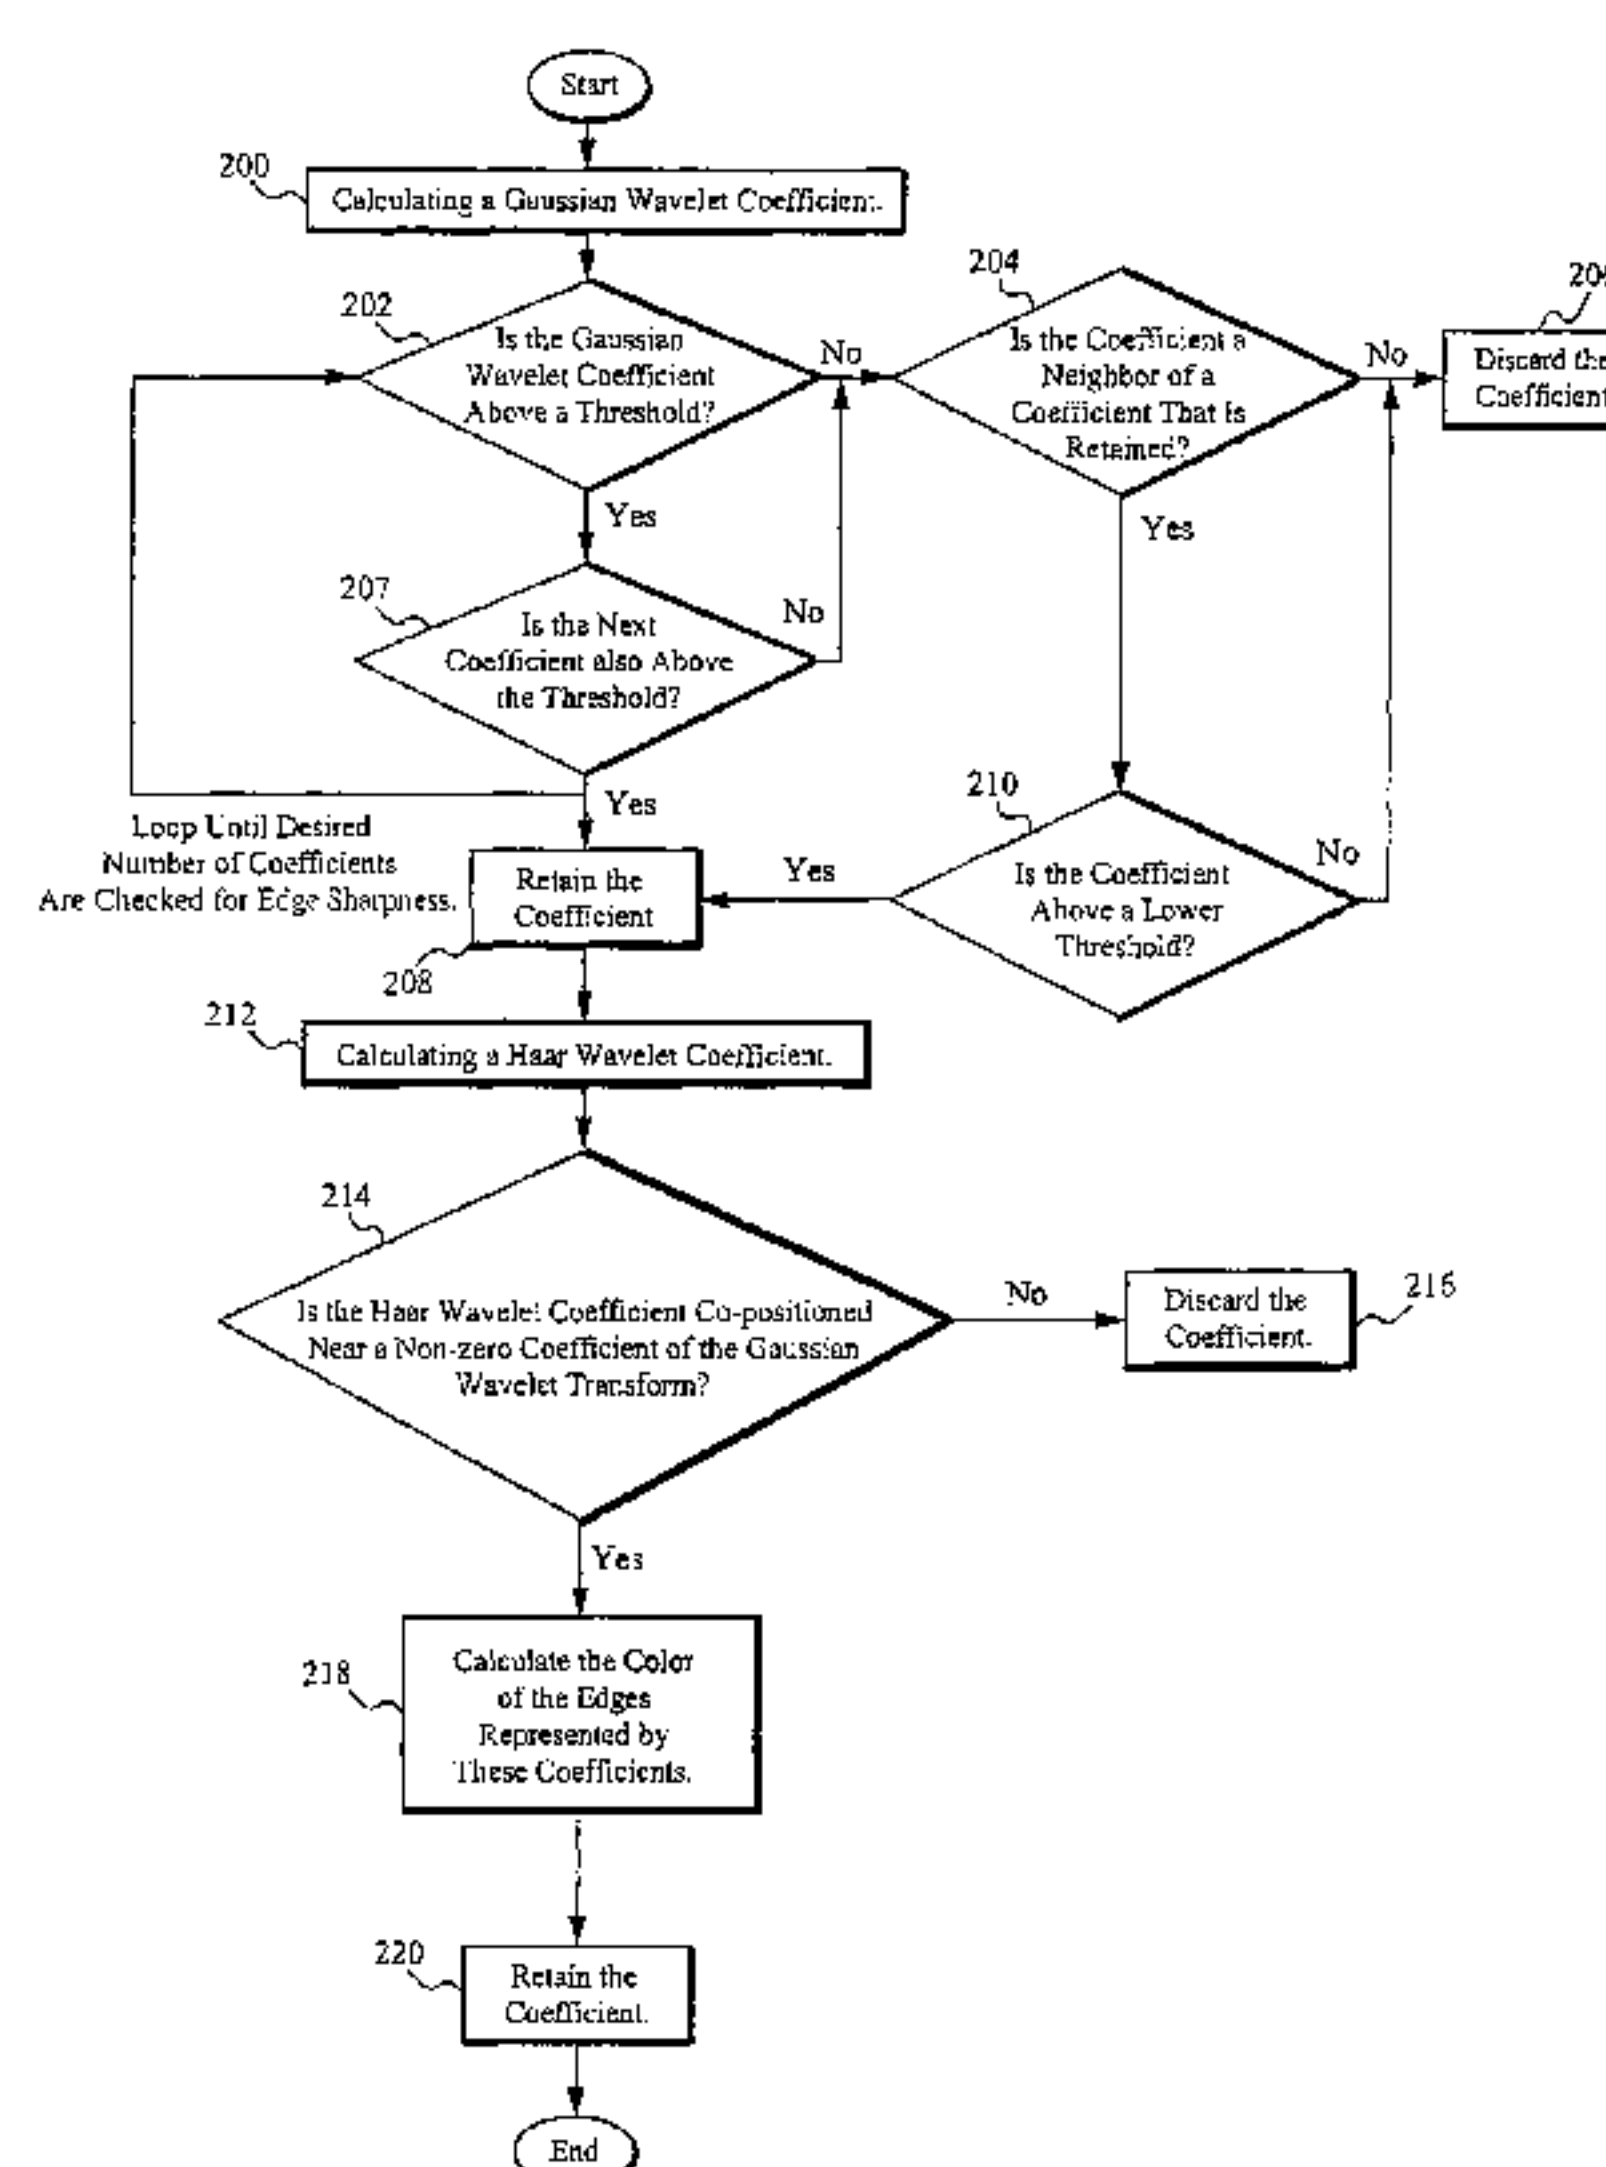 Start
200
Calculating a Gaussian Wavelet Coefficient.
202
Is the Gaussian
Wavelet Coefficient
Above a Threshold?
No
204
Is the Coefficient a
Neighbor of a
Coefficient That is
Retained?
No
Discard the
Coefficient
Yes
Yes
207
Is the Next
Coefficient also Above
the Threshold?
No
Yes
Loop Until Desired
Number of Coefficients
Are Checked for Edge Sharpness.
Retain the
Coefficient
208
Yes
210
Is the Coefficient
Above a Lower
Threshold?
No
212
Calculating a Haar Wavelet Coefficient.
214
Is the Haar Wavelet Coefficient Co-positioned
Near a Non-zero Coefficient of the Gaussian
Wavelet Transform?
No
Discard the
Coefficient.
216
Yes
218
Calculate the Color
of the Edges
Represented by
These Coefficients.
220
Retain the
Coefficient.
End